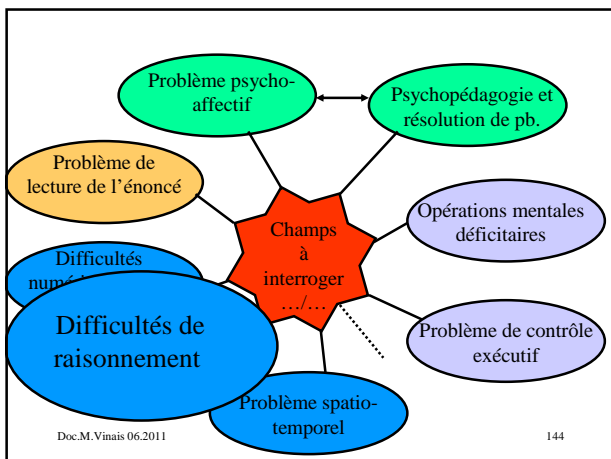 Problème psycho-
affectif
Psychopédagogie et
résolution de pb.
Problème de
lecture de l’énoncé
Champs
à
interroger
…/…
Opérations mentales
déficitaires
Difficultés
Difficultés de
raisonnement
Problème de contrôle
exécutif
Problème spatio-
temporel
Doc.M.Vinais 06.2011
144